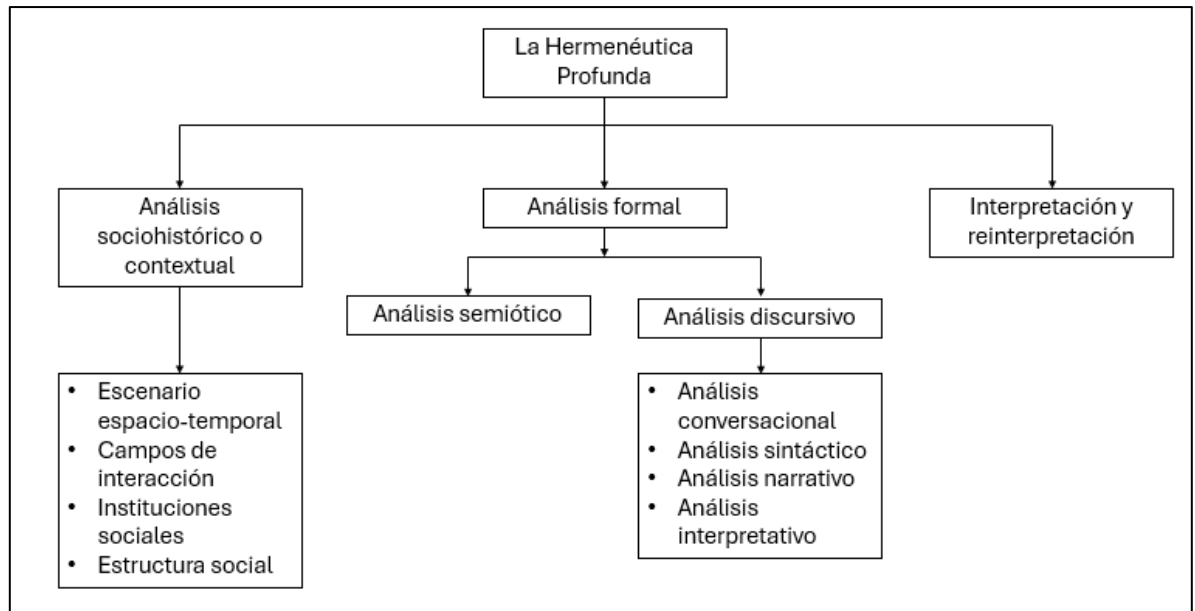 La Hermenéutica
Profunda
Análisis
sociohistórico o
contextual
Análisis formal
Interpretación y
reinterpretación
Análisis semiótico
Análisis discursivo
• Escenario
espacio-temporal
• Campos de
interacción
• Instituciones
sociales
• Estructura social
• Análisis
conversacional
• Análisis sintáctico
• Análisis narrativo
• Análisis
interpretativo